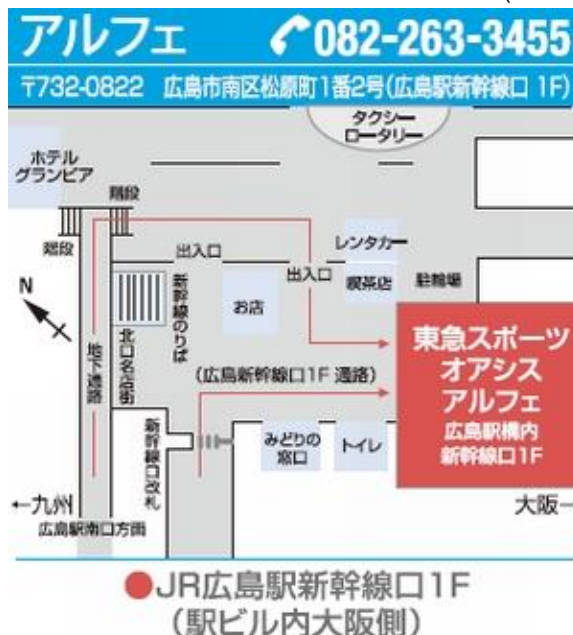 アルフェ 082-263-3455
〒732-0822 広島市南区松原町1番2号(広島駅新幹線口 1F)
タクシー
ロータリー
ホテル
グランビア
階段
階段
出入口
レンタカー
出入口
喫茶店
駐輪場
N
新幹線のりば
お店
北口名店街
地下通路
(広島新幹線口1F 通路)
東急スポーツ
オアシス
アルフェ
広島駅構内
新幹線口1F
新幹線口改札
みどりの
窓口
トイレ
←九州
大阪
広島駅南口方面
●JR広島駅新幹線口1F
(駅ビル内大阪側)